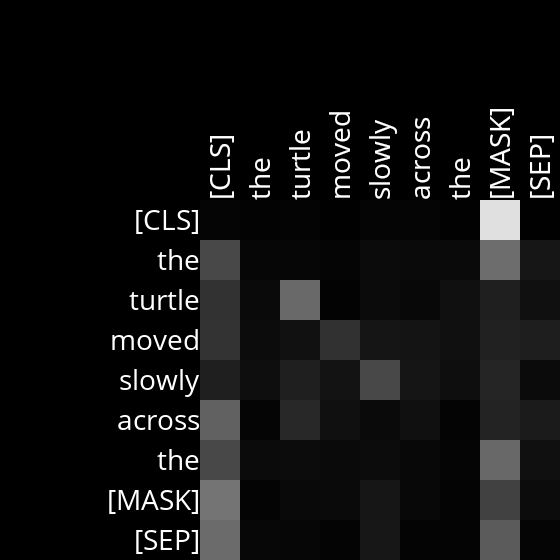 [CLS] the turtle moved slowly across the [MASK] [SEP]
[CLS]
the
turtle
moved
slowly
across
the
[MASK]
[SEP]